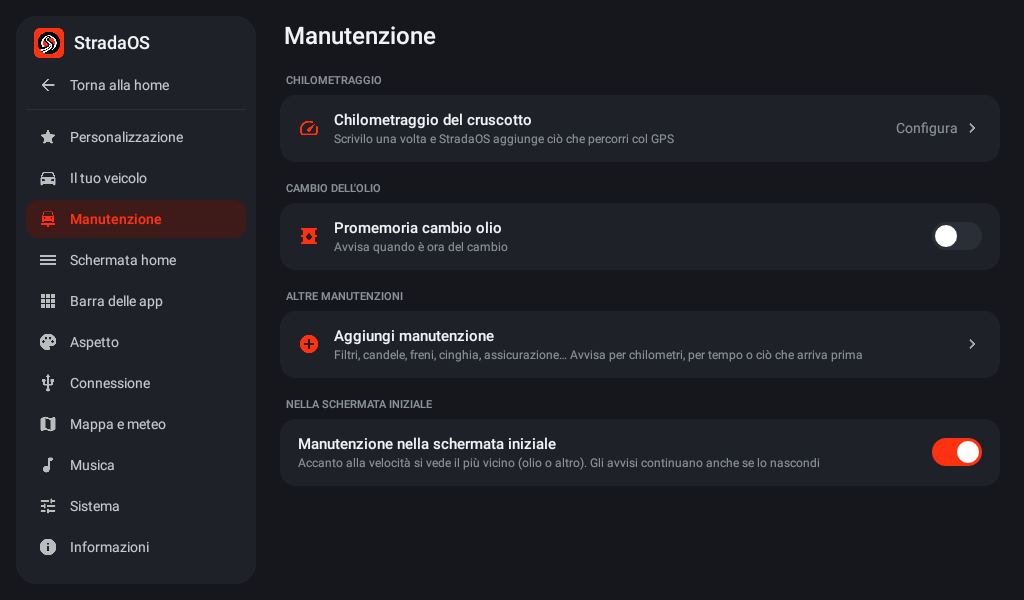 StradaOS
Torna alla home
Personalizzazione
Il tuo veicolo
Manutenzione
Schermata home
Barra delle app
Aspetto
Connessione
Mappa e meteo
Musica
Sistema
Informazioni
Manutenzione
CHILOMETRAGGIO
Chilometraggio del cruscotto
Scrivilo una volta e StradaOS aggiunge ciò che percorri col GPS
Configura
CAMBIO DELL'OLIO
Promemoria cambio olio
Avvisa quando è ora del cambio
ALTRE MANUTENZIONI
Aggiungi manutenzione
Filtri, candele, freni, cinghia, assicurazione… Avvisa per chilometri, per tempo o ciò che arriva prima
NELLA SCHERMATA INIZIALE
Manutenzione nella schermata iniziale
Accanto alla velocità si vede il più vicino (olio o altro). Gli avvisi continuano anche se lo nascondi